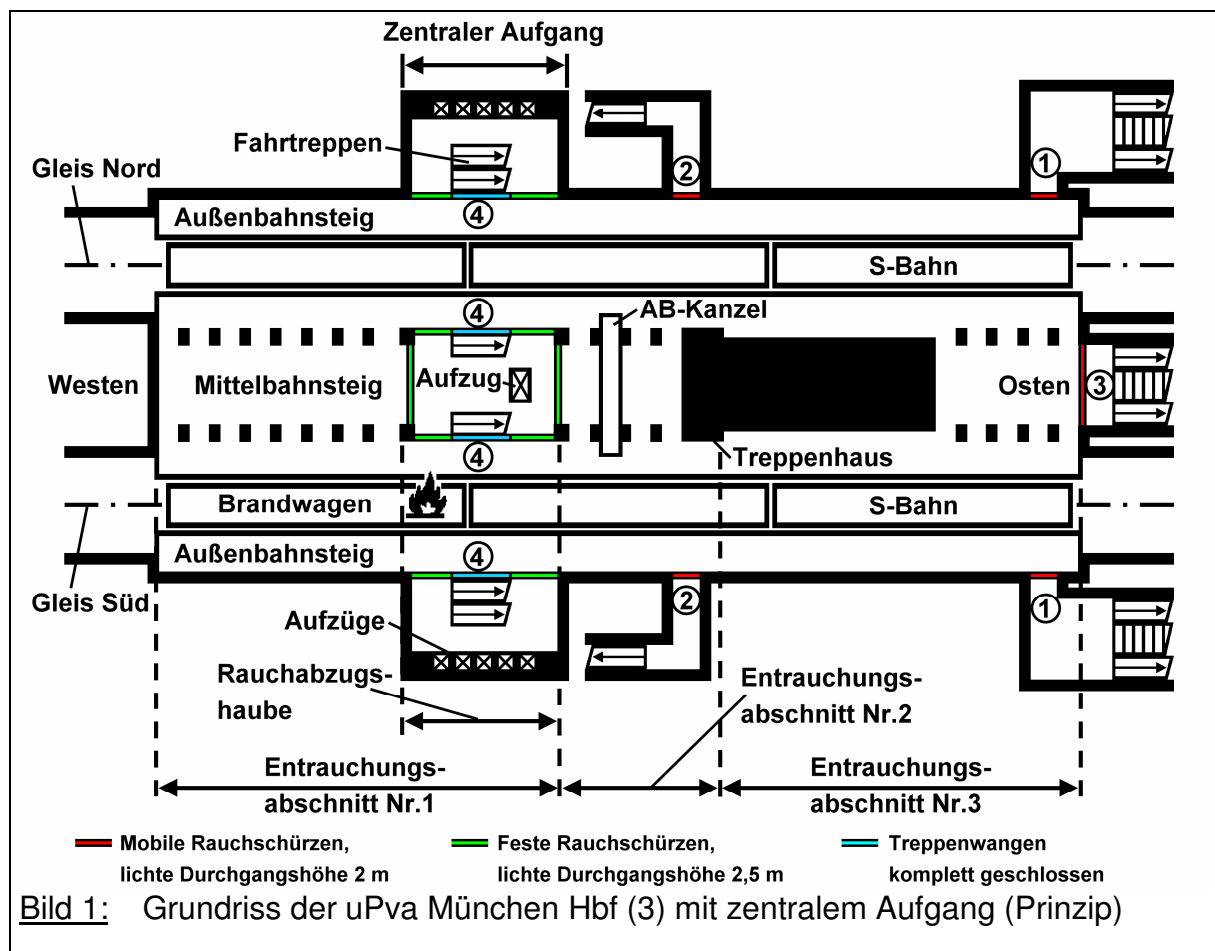 Zentraler Aufgang
Fahrtreppen
Gleis Nord
2
1
Außenbahnsteig
4
S-Bahn
4
AB-Kanzel
Westen
Mittelbahnsteig
Aufzug
Osten
3
4
Treppenhaus
Brandwagen
S-Bahn
Außenbahnsteig
4
Gleis Süd
2
1
Aufzüge
Rauchabzugs-
haube
Entrauchungs-
abschnitt Nr.2
Entrauchungs-
abschnitt Nr.1
Entrauchungs-
abschnitt Nr.3
Mobile Rauchschürzen,
lichte Durchgangshöhe 2 m
Feste Rauchschürzen,
lichte Durchgangshöhe 2,5 m
Treppenwangen
komplett geschlossen
Bild 1: Grundriss der uPva München Hbf (3) mit zentralem Aufgang (Prinzip)